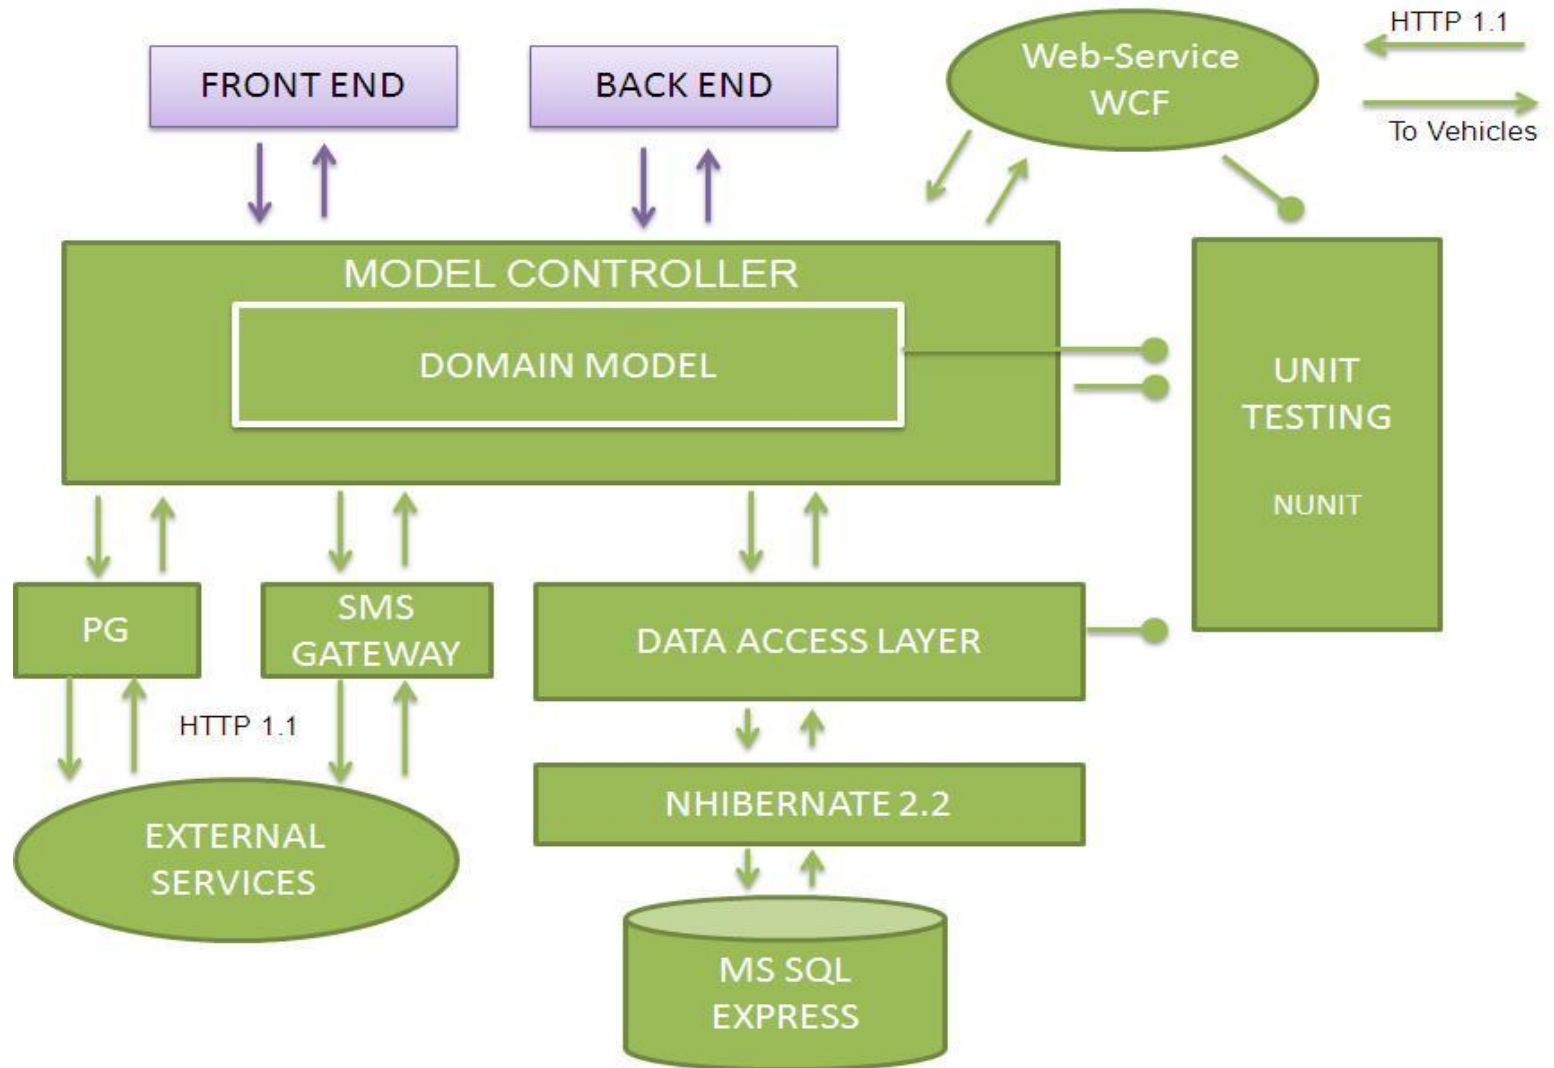 FRONT END
BACK END
Web-Service
WCF
HTTP 1.1
To Vehicles
MODEL CONTROLLER
DOMAIN MODEL
UNIT
TESTING
NUNIT
PG
SMS
GATEWAY
DATA ACCESS LAYER
HTTP 1.1
NHIBERNATE 2.2
EXTERNAL
SERVICES
MS SQL
EXPRESS